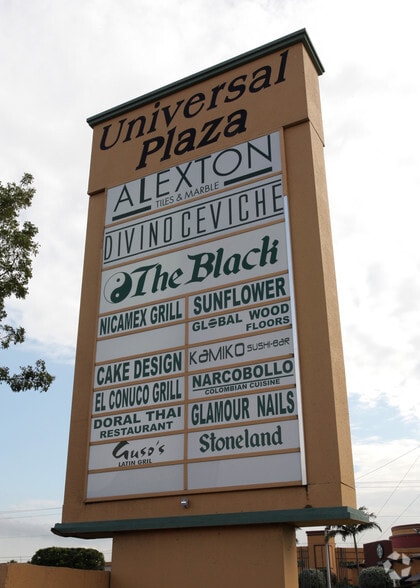 Universal
Plaza
ALEXTON
TILES & MARBLE
DIVINO CEVICHE
The Black
NICAMEX GRILL
SUNFLOWER
GLOBAL WOOD
FLOORS
CAKE DESIGN
KAMIKO SUSHI-BAR
EL CONUCO GRILL
NARCOBOLLO
COLOMBIAN CUISINE
DORAL THAI
RESTAURANT
GLAMOUR NAILS
Guso's
LATIN GRILL
Stoneland